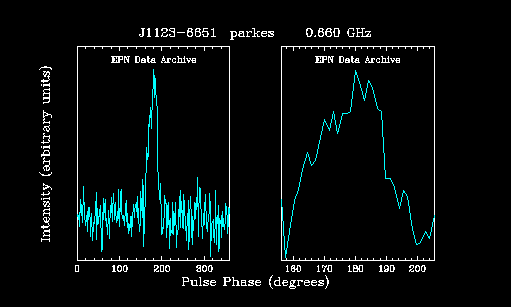 J1123-6651 parkes 0.660 GHz
EPN Data Archive
EPN Data Archive
Intensity (arbitrary units)
0 100 200 300
160 170 180 190 200
Pulse Phase (degrees)